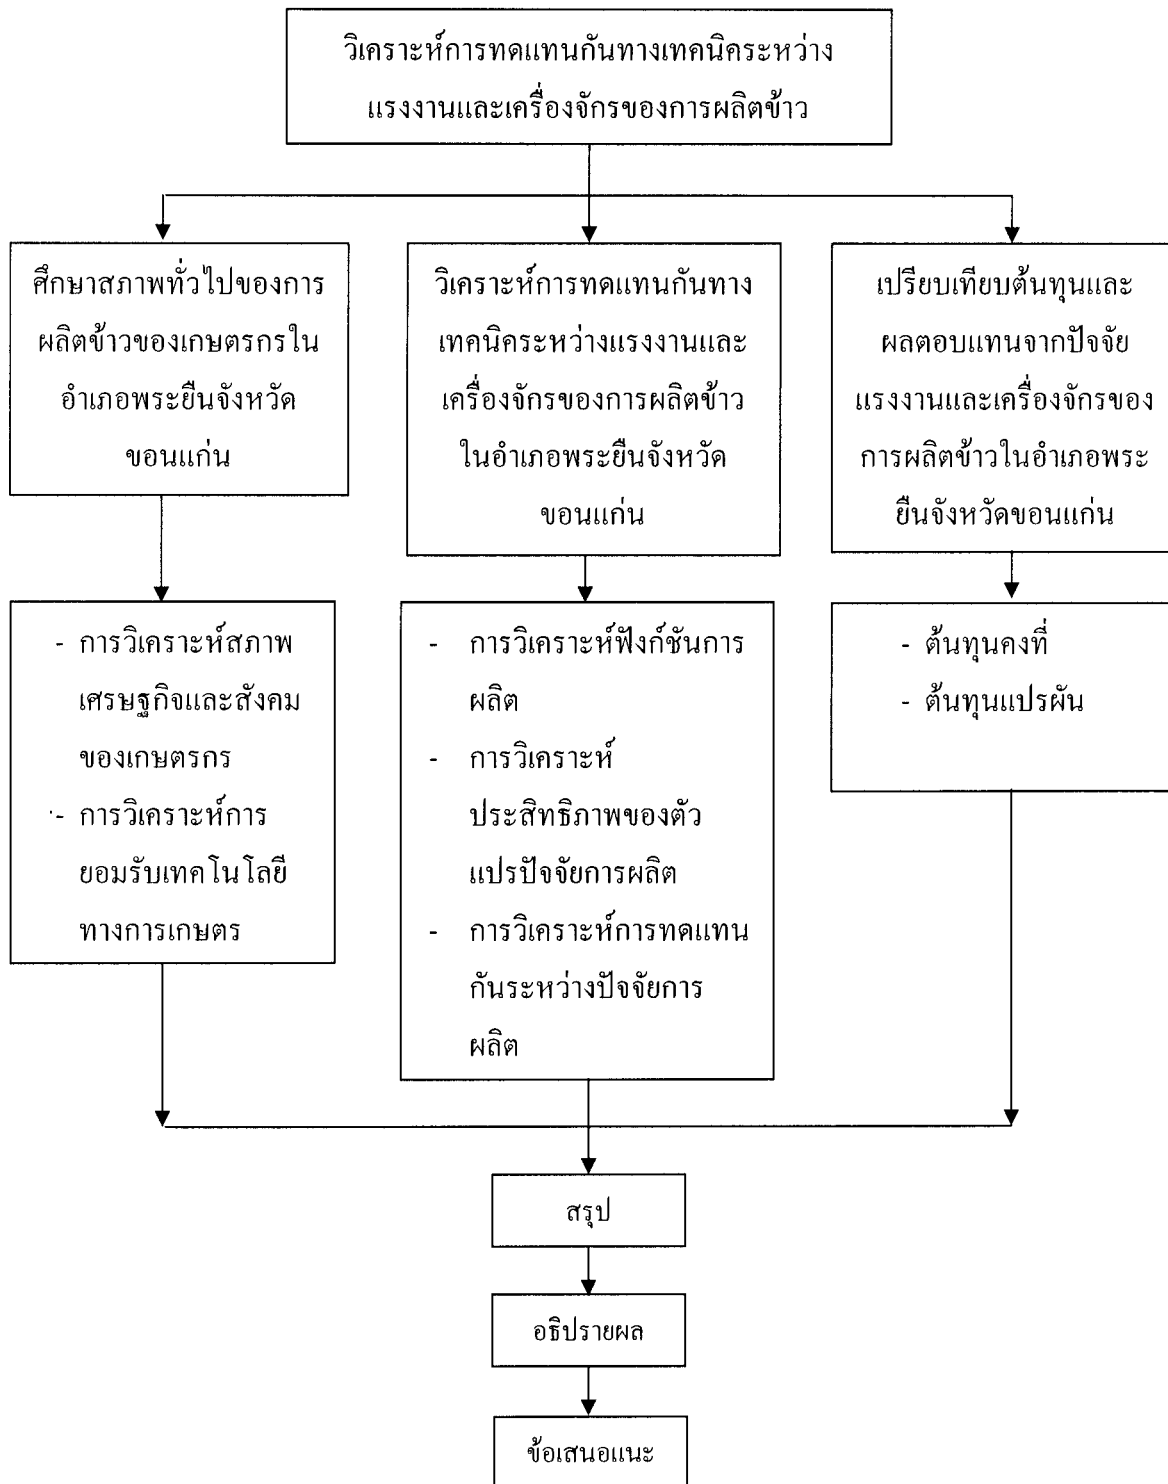 วิเคราะห์การทดแทนกันทางเทคนิคระหว่าง
แรงงานและเครื่องจักรของการผลิตข้าว
ศึกษาสภาพทั่วไปของการ
ผลิตข้าวของเกษตรกรใน
อำเภอพระยืนจังหวัด
ขอนแก่น
วิเคราะห์การทดแทนกันทาง
เทคนิคระหว่างแรงงานและ
เครื่องจักรของการผลิตข้าว
ในอำเภอพระยืนจังหวัด
ขอนแก่น
เปรียบเทียบต้นทุนและ
ผลตอบแทนจากปัจจัย
แรงงานและเครื่องจักรของ
การผลิตข้าวในอำเภอพระ
ยืนจังหวัดขอนแก่น
- การวิเคราะห์สภาพ
เศรษฐกิจและสังคม
ของเกษตรกร
- การวิเคราะห์การ
ยอมรับเทคโนโลยี
ทางการเกษตร
- การวิเคราะห์ฟังก์ชันการ
ผลิต
- การวิเคราะห์
ประสิทธิภาพของตัว
แปรปัจจัยการผลิต
- การวิเคราะห์การทดแทน
กันระหว่างปัจจัยการ
ผลิต
- ต้นทุนคงที่
- ต้นทุนแปรผัน
สรุป
อธิปรายผล
ข้อเสนอแนะ